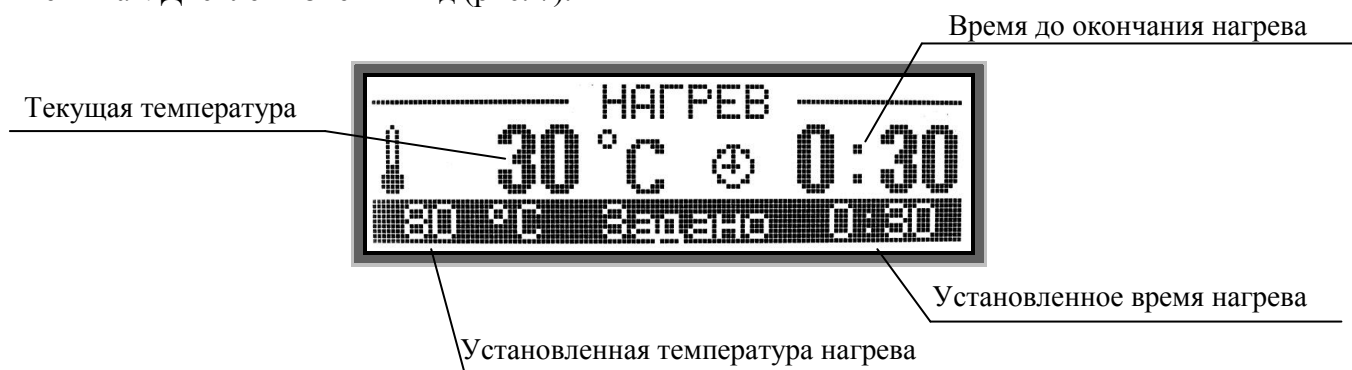 Время до окончания нагрева
Текущая температура
НАГРЕВ
30 °C 0:30
80 °C Задано 0:30
Установленное время нагрева
Установленная температура нагрева